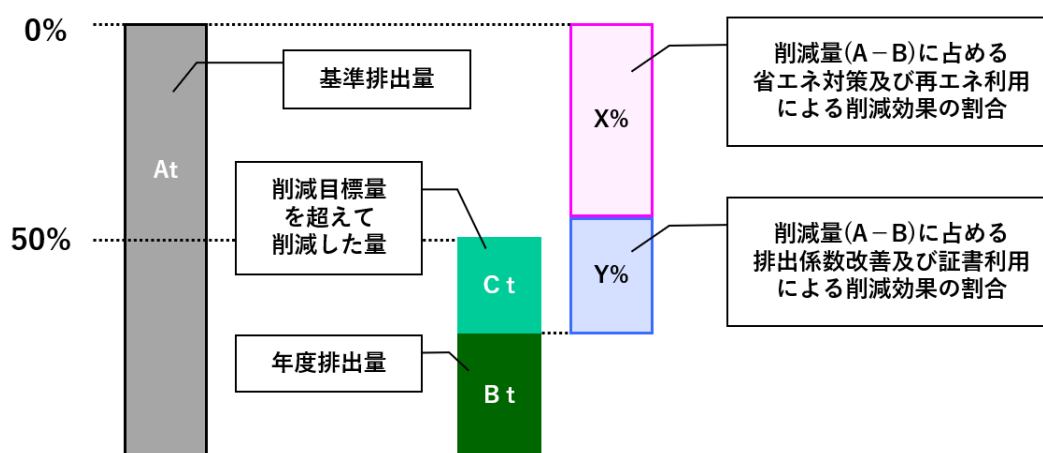 0%
基準排出量
削減量(A－B)に占める
省エネ対策及び再エネ利用
による削減効果の割合
X%
At
削減目標量
を超えて
削減した量
50%
削減量(A－B)に占める
排出係数改善及び証書利用
による削減効果の割合
C t
Y%
年度排出量
B t